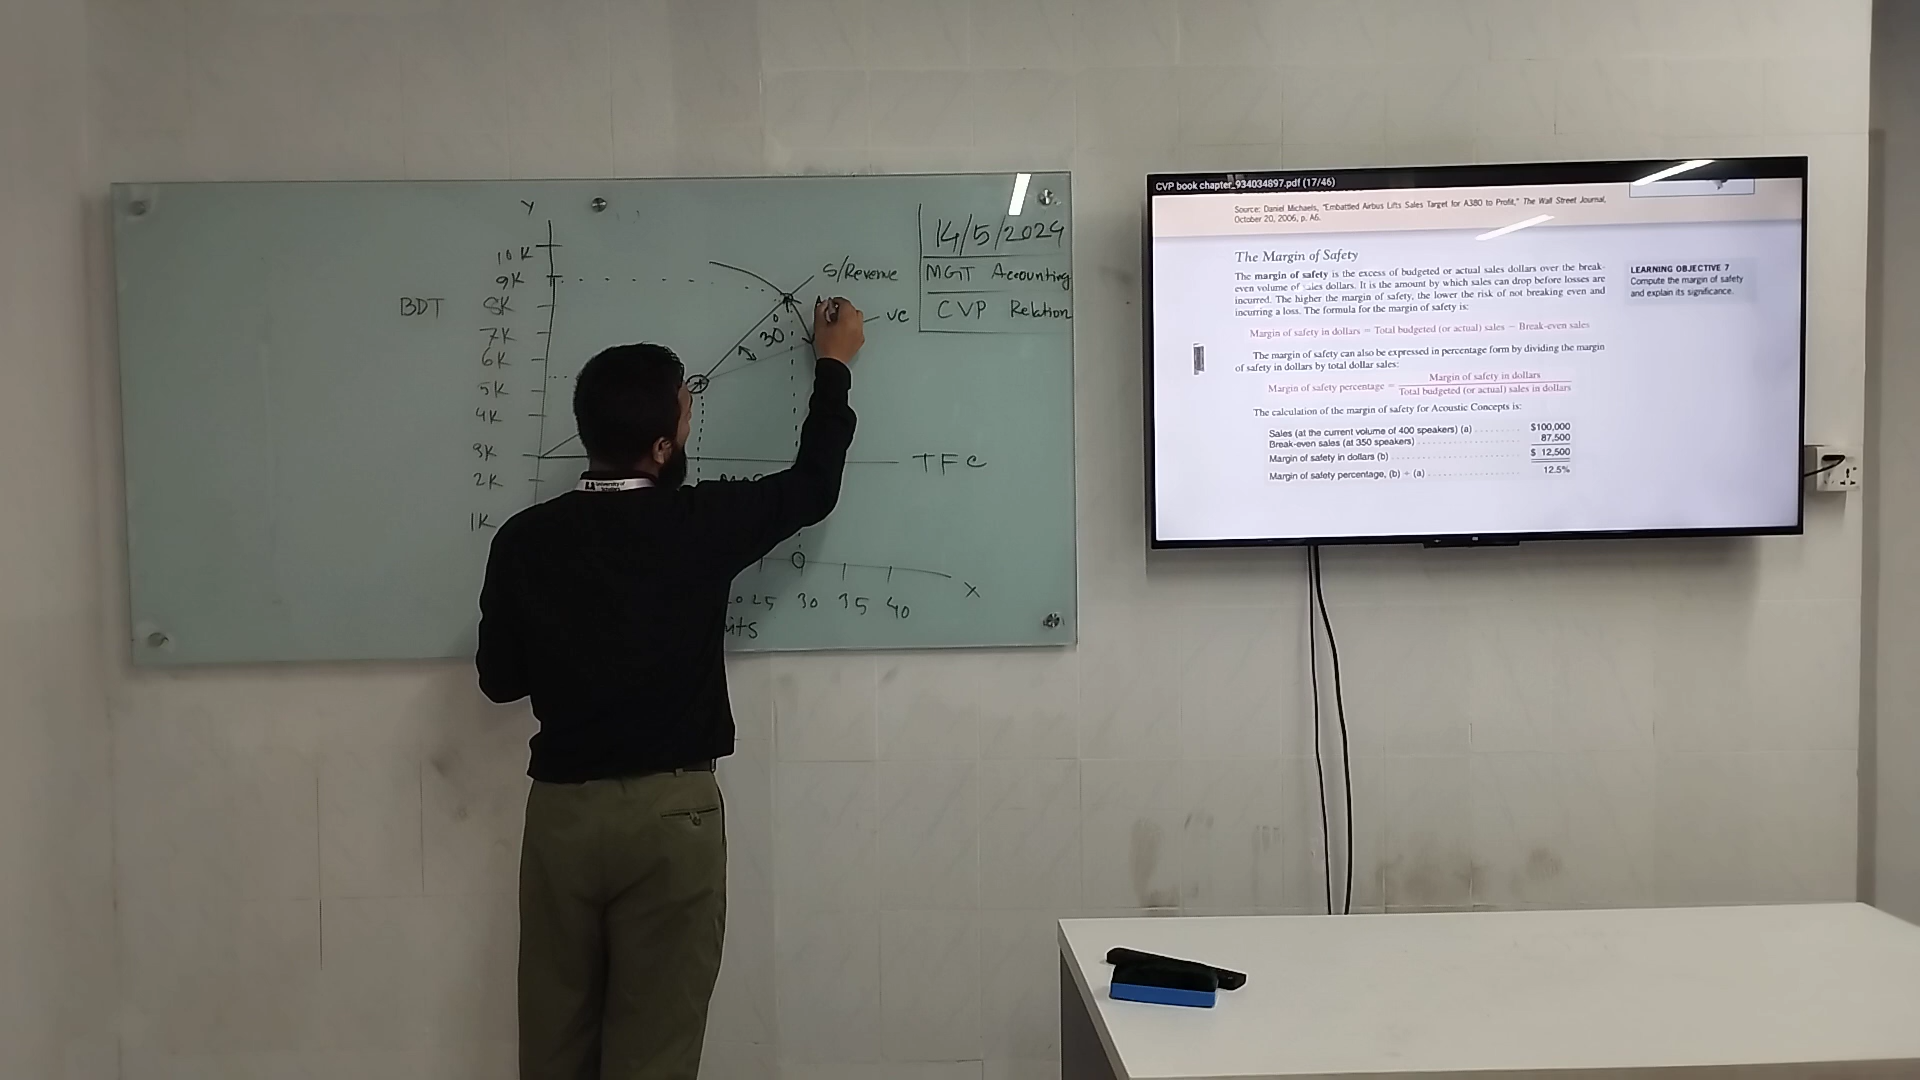 Y
10K
9K
BDT 8K
7K
6K
5K
4K
3K
2K
1K
S/Revenue
VC
30°
TFC
25 30 35 40
X
14/5/2024
MGT Accounting
CVP Relation
University of
CVP book chapter_934034897.pdf (17/46)
Source: Daniel Michaels, "Embattled Airbus Lifts Sales Target for A380 to Profit," The Wall Street Journal,
October 20, 2006, p. A6.
The Margin of Safety
The margin of safety is the excess of budgeted or actual sales dollars over the break-
even volume of sales dollars. It is the amount by which sales can drop before losses are
incurred. The higher the margin of safety, the lower the risk of not breaking even and
incurring a loss. The formula for the margin of safety is:
Margin of safety in dollars = Total budgeted (or actual) sales − Break-even sales
The margin of safety can also be expressed in percentage form by dividing the margin
of safety in dollars by total dollar sales:
Margin of safety percentage = Margin of safety in dollars
Total budgeted (or actual) sales in dollars
The calculation of the margin of safety for Acoustic Concepts is:
Sales (at the current volume of 400 speakers) (a) . . . . . . . . . $100,000
Break-even sales (at 350 speakers) . . . . . . . . . . . . . . . . . . . . . 87,500
Margin of safety in dollars (b) . . . . . . . . . . . . . . . . . . . . . . . . . . $ 12,500
Margin of safety percentage, (b) ÷ (a) . . . . . . . . . . . . . . . . . . . 12.5%
LEARNING OBJECTIVE 7
Compute the margin of safety
and explain its significance.